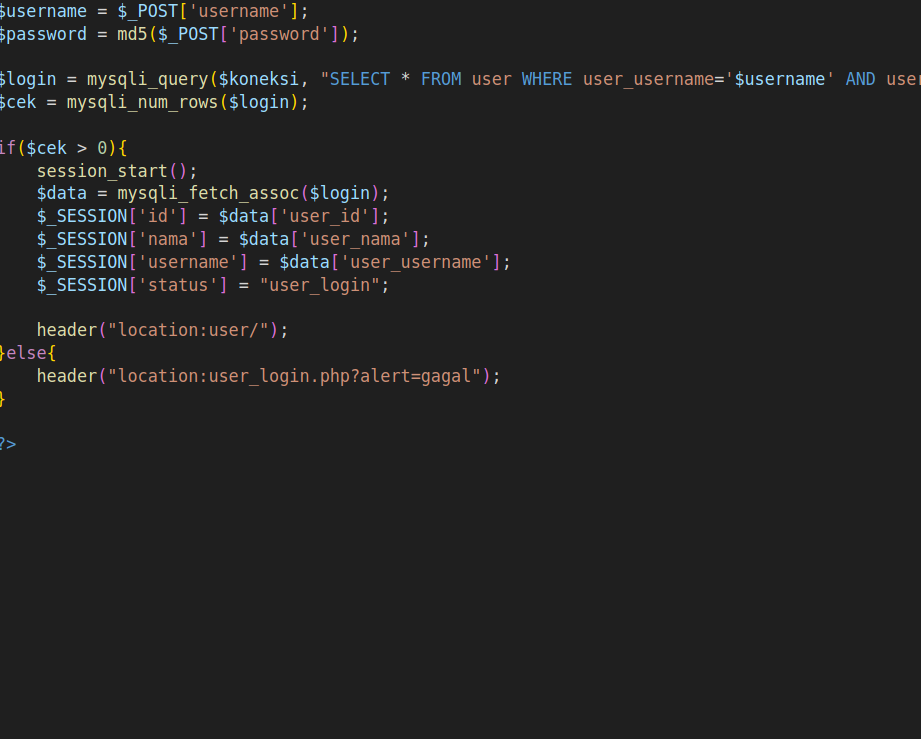 $username = $_POST['username'];
$password = md5($_POST['password']);
$login = mysqli_query($koneksi, "SELECT * FROM user WHERE user_username='$username' AND user
$cek = mysqli_num_rows($login);
if($cek > 0){
session_start();
$data = mysqli_fetch_assoc($login);
$_SESSION['id'] = $data['user_id'];
$_SESSION['nama'] = $data['user_nama'];
$_SESSION['username'] = $data['user_username'];
$_SESSION['status'] = "user_login";
header("location:user/");
}else{
header("location:user_login.php?alert=gagal");
}
?>